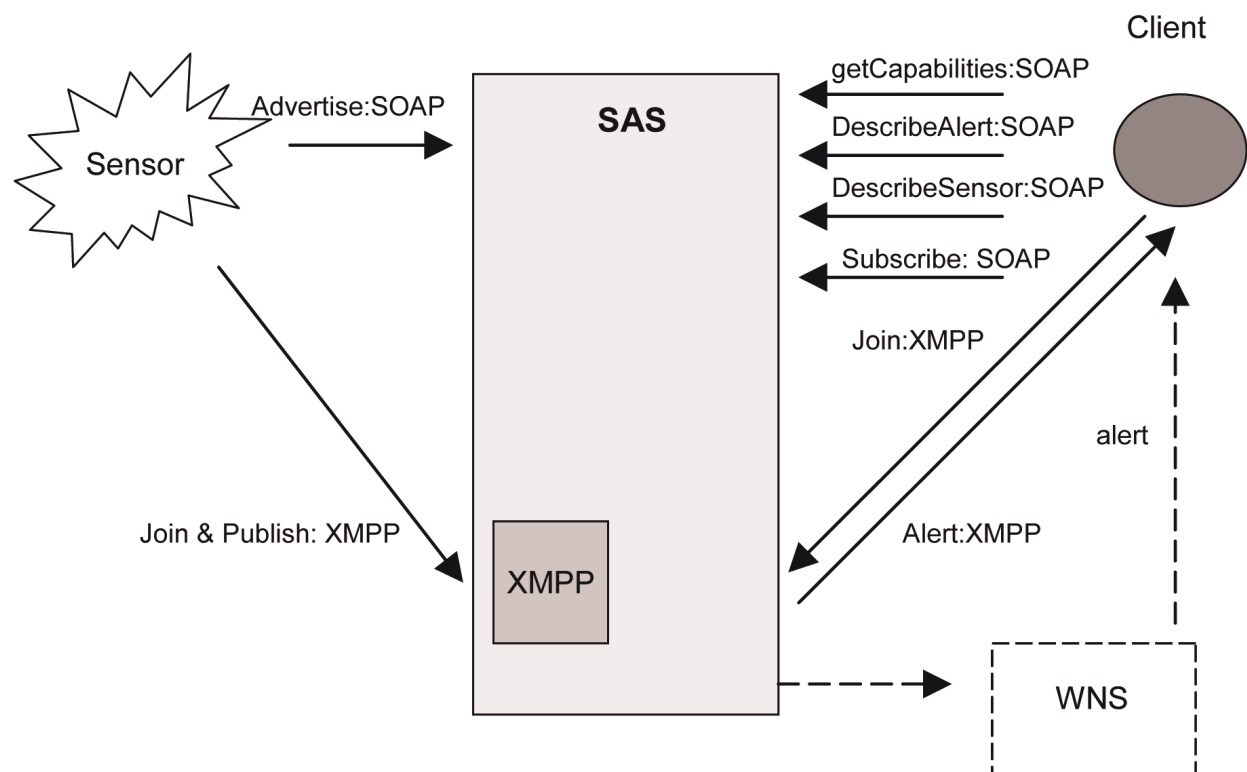 Client
getCapabilities:SOAP
Advertise:SOAP
SAS
DescribeAlert:SOAP
Sensor
DescribeSensor:SOAP
Subscribe: SOAP
Join:XMPP
alert
Join & Publish: XMPP
Alert:XMPP
XMPP
WNS